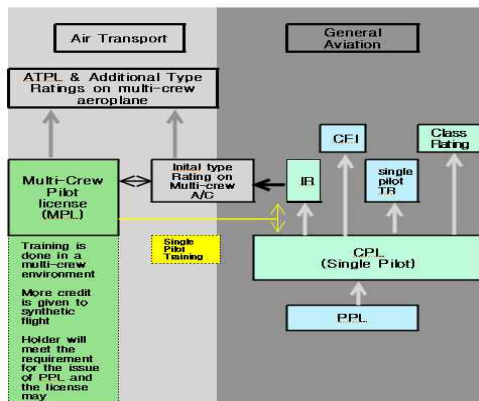 Air Transport
General
Aviation
ATPL & Additional Type
Ratings on multi-crew
aeroplane
CFI
Class
Rating
Multi-Crew
Pilot
license
(MPL)
Inital type
Rating on
Multi-crew
A/C
IR
single
pilot
TR
Training is
done in a
multi-crew
environment
More credit
is given to
synthetic
flight
Holder will
meet the
requirement
for the issue
of PPL and
the license
may
Single
Pilot
Training
CPL
(Single Pilot)
PPL